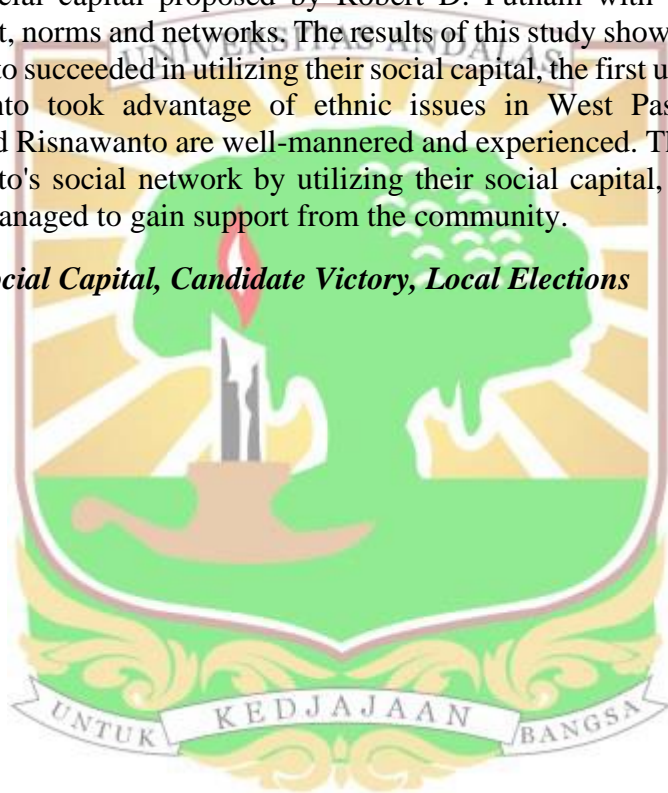 cial capital proposed by Robert D. Putnam with
t, norms and networks. The results of this study show
UNIVERSITAS ANDALAS
to succeeded in utilizing their social capital, the first u
nto took advantage of ethnic issues in West Pas
d Risnawanto are well-mannered and experienced. Th
to's social network by utilizing their social capital,
anaged to gain support from the community.
ocial Capital, Candidate Victory, Local Elections
UNTUK KEDJAJAAN BANGSA